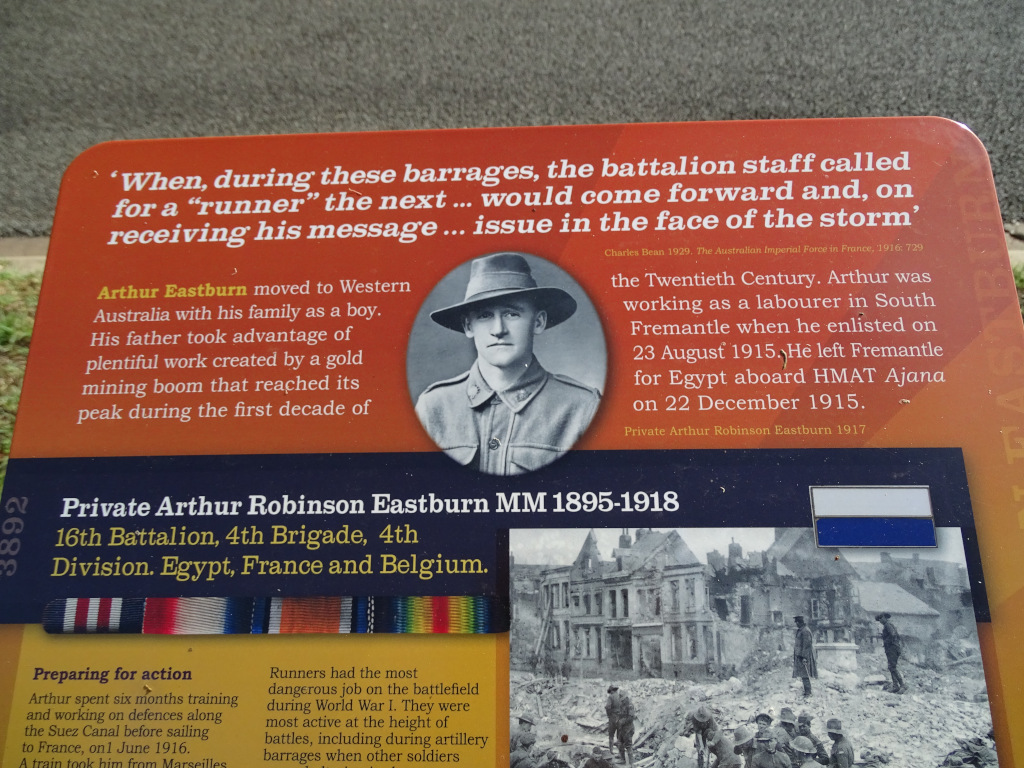 ‘When, during these barrages, the battalion staff called
for a “runner” the next ... would come forward and, on
receiving his message ... issue in the face of the storm’
Charles Bean 1929. The Australian Imperial Force in France, 1916: 729
Arthur Eastburn moved to Western
Australia with his family as a boy.
His father took advantage of
plentiful work created by a gold
mining boom that reached its
peak during the first decade of
the Twentieth Century. Arthur was
working as a labourer in South
Fremantle when he enlisted on
23 August 1915. He left Fremantle
for Egypt aboard HMAT Ajana
on 22 December 1915.
Private Arthur Robinson Eastburn 1917
Private Arthur Robinson Eastburn MM 1895-1918
16th Battalion, 4th Brigade, 4th
Division. Egypt, France and Belgium.
3892
Preparing for action
Arthur spent six months training
and working on defences along
the Suez Canal before sailing
to France, on1 June 1916.
A train took him from Marseilles
Runners had the most
dangerous job on the battlefield
during World War I. They were
most active at the height of
battles, including during artillery
barrages when other soldiers